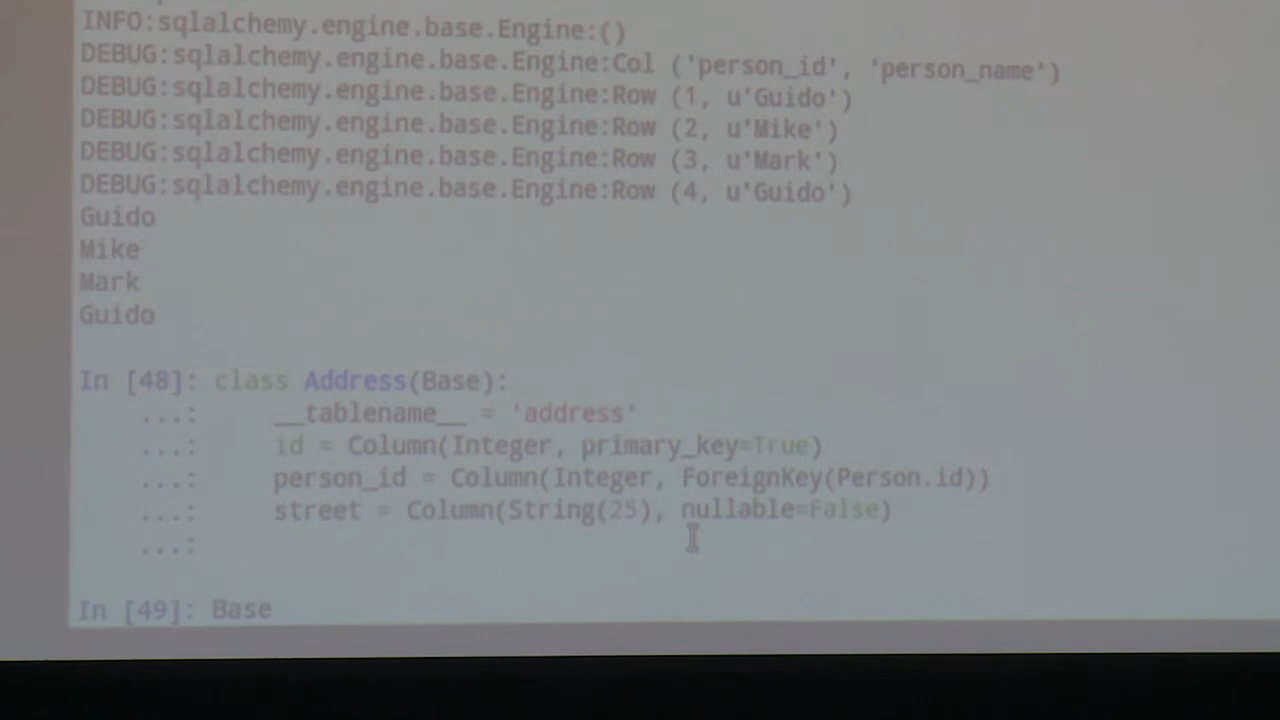 INFO:sqlalchemy.engine.base.Engine:()
DEBUG:sqlalchemy.engine.base.Engine:Col ('person_id', 'person_name')
DEBUG:sqlalchemy.engine.base.Engine:Row (1, u'Guido')
DEBUG:sqlalchemy.engine.base.Engine:Row (2, u'Mike')
DEBUG:sqlalchemy.engine.base.Engine:Row (3, u'Mark')
DEBUG:sqlalchemy.engine.base.Engine:Row (4, u'Guido')
Guido
Mike
Mark
Guido
In [48]: class Address(Base):
...: __tablename__ = 'address'
...: id = Column(Integer, primary_key=True)
...: person_id = Column(Integer, ForeignKey(Person.id))
...: street = Column(String(25), nullable=False)
...:
In [49]: Base